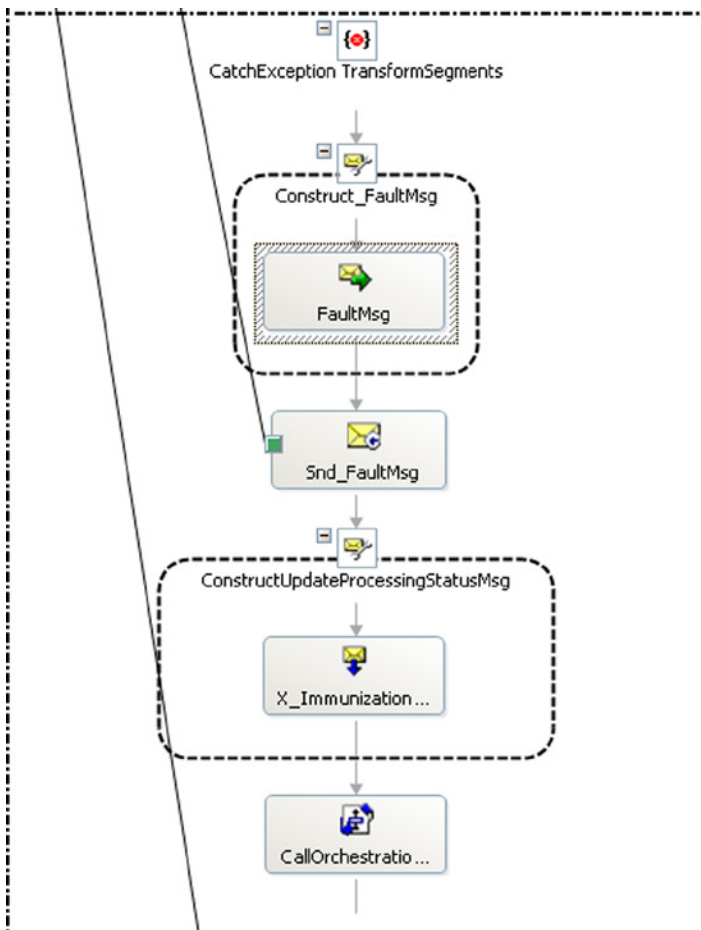 CatchException TransformSegments
Construct_FaultMsg
FaultMsg
Snd_FaultMsg
ConstructUpdateProcessingStatusMsg
X_Immunization...
CallOrchestratio...